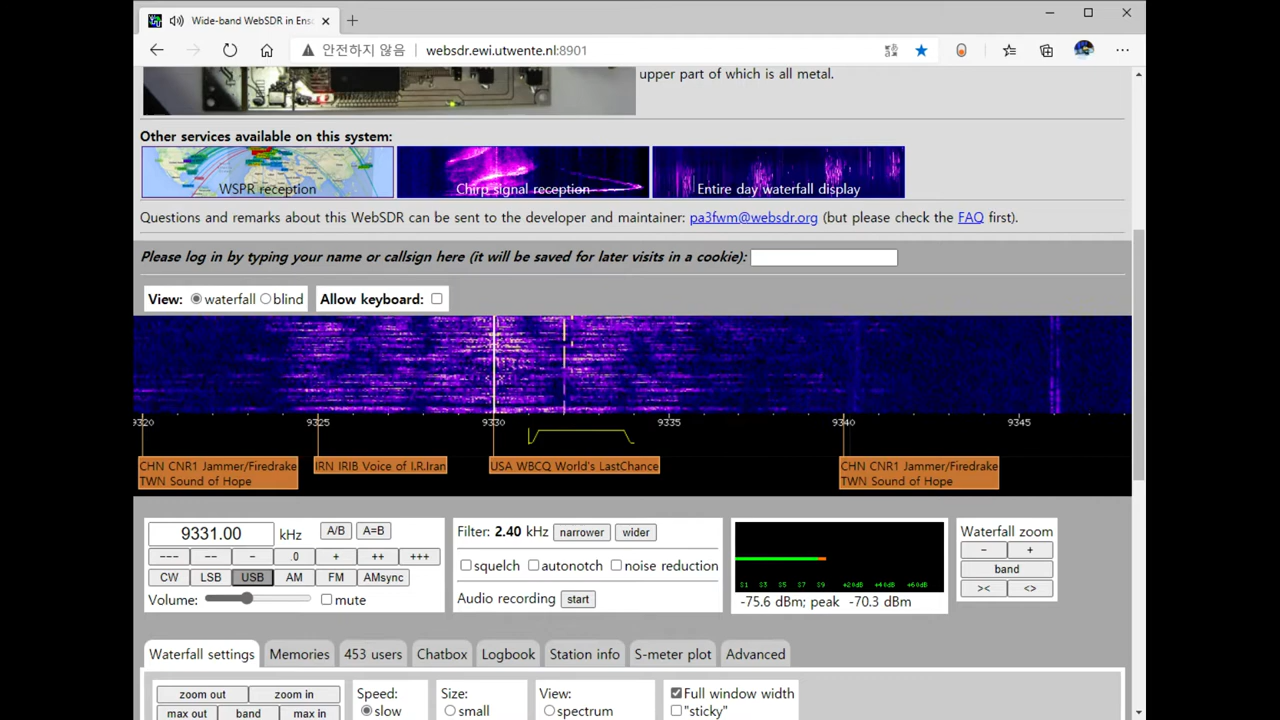 Wide-band WebSDR in Ensc
안전하지 않음 websdr.ewi.utwente.nl:8901
upper part of which is all metal.
Other services available on this system:
WSPR reception Chirp signal reception Entire day waterfall display
Questions and remarks about this WebSDR can be sent to the developer and maintainer: pa3fwm@websdr.org (but please check the FAQ first).
Please log in by typing your name or callsign here (it will be saved for later visits in a cookie):
View: waterfall blind Allow keyboard:
9320 9325 9330 9335 9340 9345
CHN CNR1 Jammer/Firedrake IRN IRIB Voice of I.R.Iran USA WBCQ World's LastChance CHN CNR1 Jammer/Firedrake
TWN Sound of Hope TWN Sound of Hope
9331.00 kHz A/B A=B
--- -- - .0 + ++ +++
CW LSB USB AM FM AMsync
Volume: mute
Filter: 2.40 kHz narrower wider
squelch autonotch noise reduction
Audio recording start
S1 S3 S5 S7 S9 +20dB +40dB +60dB
-75.6 dBm; peak -70.3 dBm
Waterfall zoom
- +
band
>< <>
Waterfall settings Memories 453 users Chatbox Logbook Station info S-meter plot Advanced
zoom out zoom in Speed: Size: View: Full window width
max out band max in slow small spectrum "sticky"